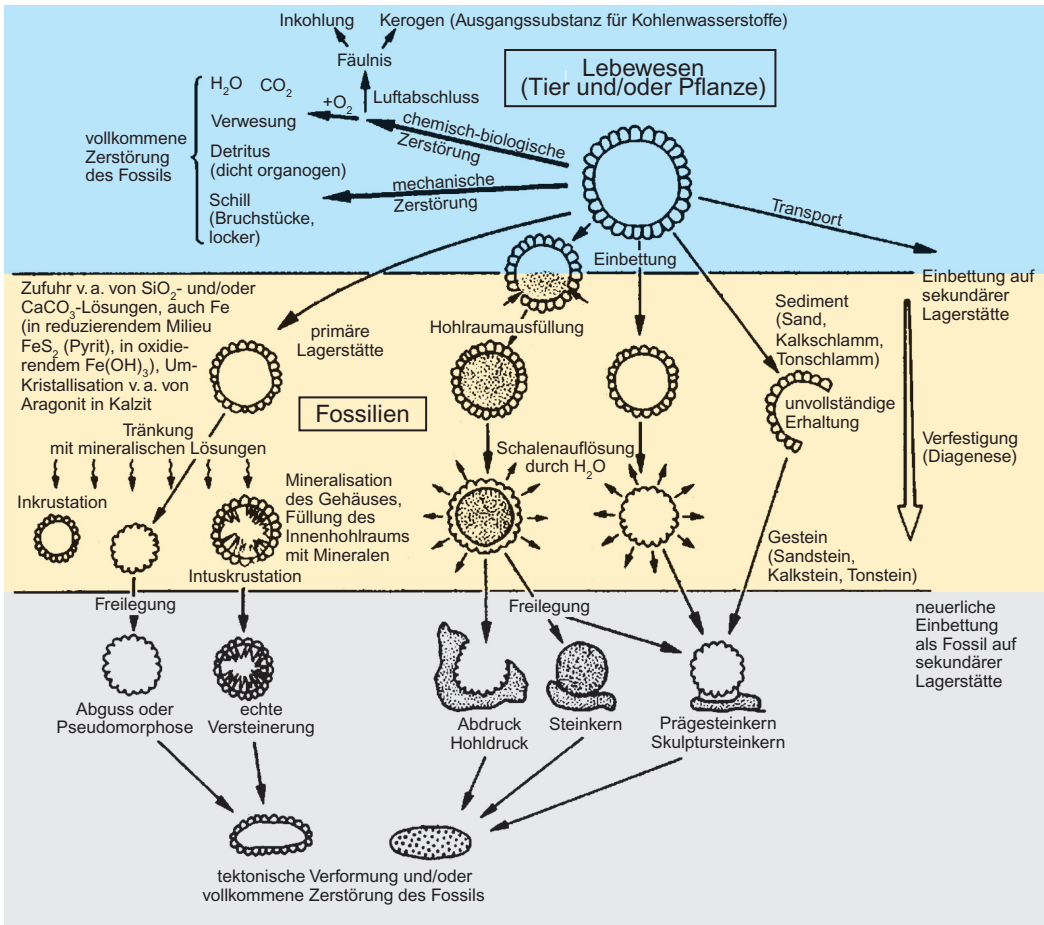 Inkohlung
Kerogen (Ausgangssubstanz für Kohlenwasserstoffe)
Fäulnis
Lebewesen
(Tier und/oder Pflanze)
H2O
CO2
Luftabschluss
+O2
Verwesung
chemisch-biologische
Zerstörung
vollkommene
Zerstörung
des Fossils
Detritus
(dicht organogen)
mechanische
Zerstörung
Schill
(Bruchstücke,
locker)
Transport
Einbettung
Einbettung auf
sekundärer
Lagerstätte
Zufuhr v. a. von SiO2- und/oder
CaCO3-Lösungen, auch Fe
(in reduzierendem Milieu
FeS2 (Pyrit), in oxidie-
rendem Fe(OH)3), Um-
Kristallisation v. a. von
Aragonit in Kalzit
primäre
Lagerstätte
Hohlraumausfüllung
Sediment
(Sand,
Kalkschlamm,
Tonschlamm)
Fossilien
unvollständige
Erhaltung
Tränkung
mit mineralischen Lösungen
Schalenauflösung
durch H2O
Verfestigung
(Diagenese)
Inkrustation
Mineralisation
des Gehäuses,
Füllung des
Innenhohlraums
mit Mineralen
Intuskrustation
Gestein
(Sandstein,
Kalkstein, Tonstein)
Freilegung
Freilegung
neuerliche
Einbettung
als Fossil auf
sekundärer
Lagerstätte
Abguss oder
Pseudomorphose
echte
Versteinerung
Abdruck
Hohldruck
Steinkern
Prägesteinkern
Skulptursteinkern
tektonische Verformung und/oder
vollkommene Zerstörung des Fossils